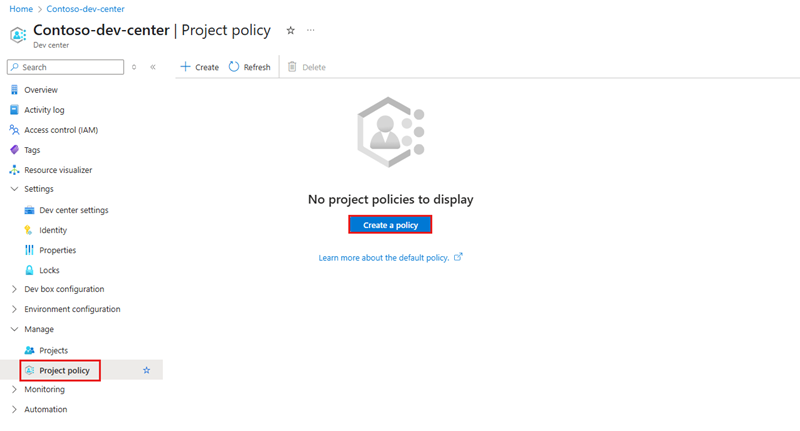 Home > Contoso-dev-center
Contoso-dev-center | Project policy
Dev center
Search
Create Refresh Delete
Overview
Activity log
Access control (IAM)
Tags
Resource visualizer
Settings
Dev center settings
Identity
Properties
Locks
Dev box configuration
Environment configuration
Manage
Projects
Project policy
Monitoring
Automation
No project policies to display
Create a policy
Learn more about the default policy.